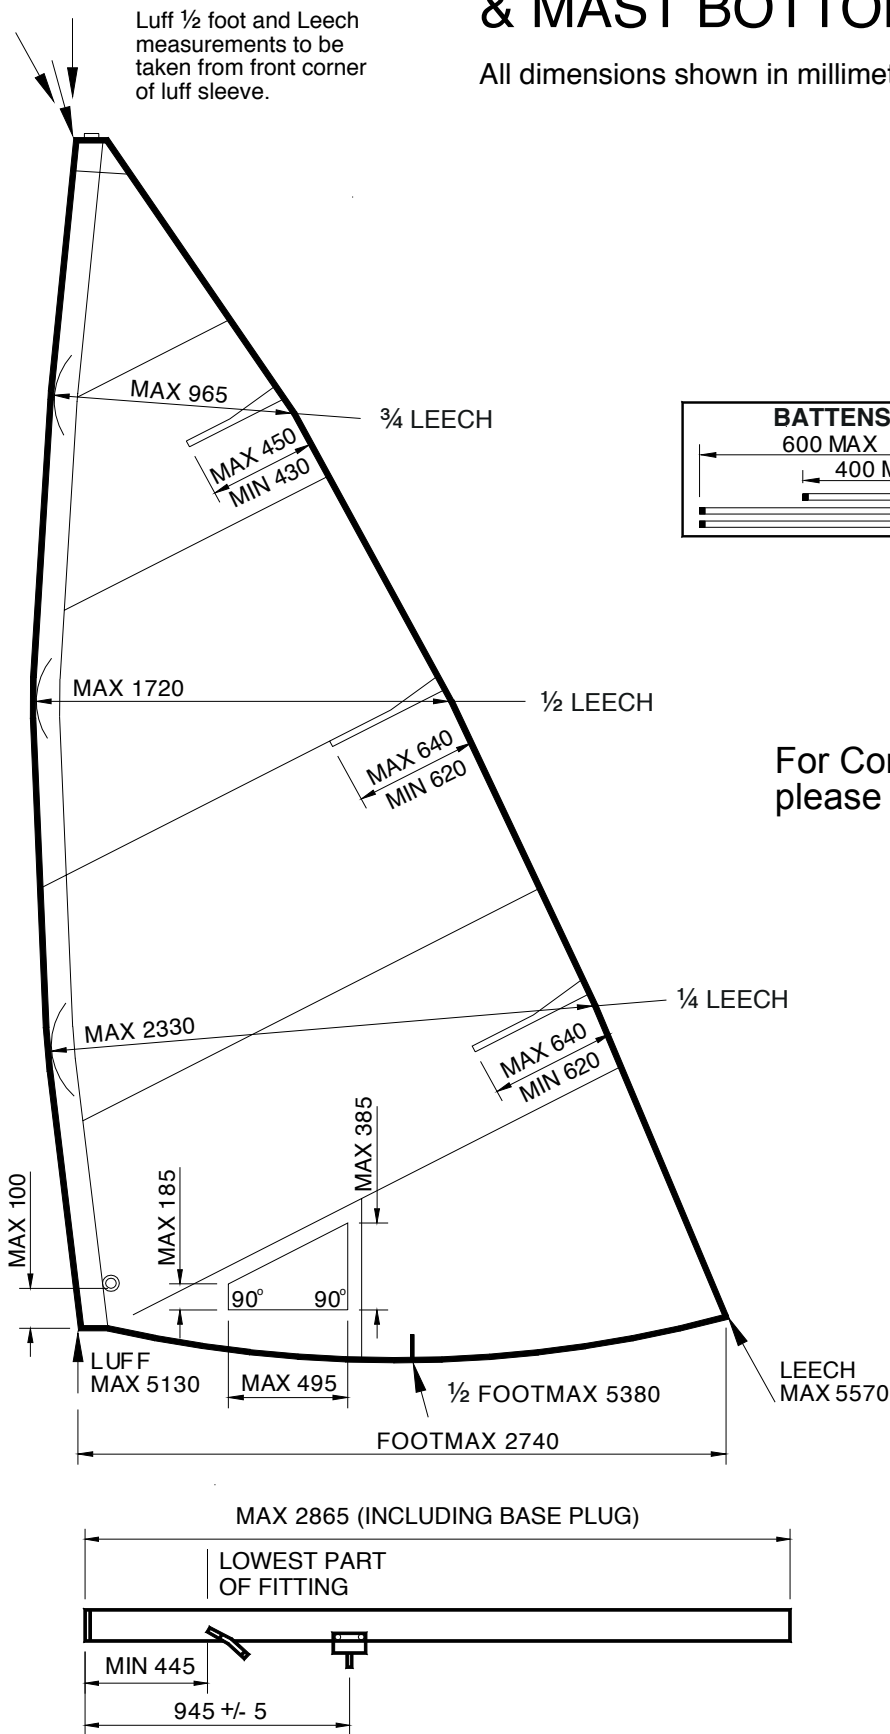 Luff ½ foot and Leech
measurements to be
taken from front corner
of luff sleeve.
& MAST BOTTO
All dimensions shown in
MAX 965
¾ LEECH
MAX 450
MIN 430
BATTENS
600 MAX
400
MAX 1720
½ LEECH
MAX 640
MIN 620
For
please
¼ LEECH
MAX 2330
MAX 640
MIN 620
MAX 385
MAX 185
MAX 100
90°
90°
LUFF
MAX 5130
MAX 495
½ FOOTMAX 5380
LEECH
MAX 5570
FOOTMAX 2740
MAX 2865 (INCLUDING BASE PLUG)
LOWEST PART
OF FITTING
MIN 445
945 +/- 5